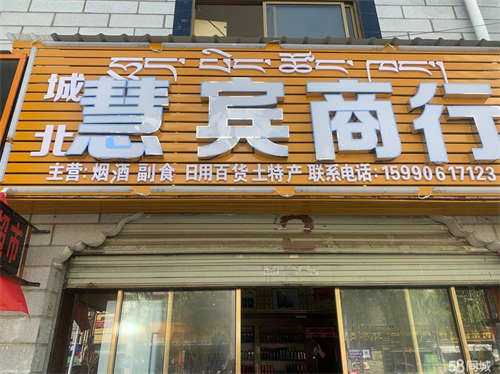 城北
慧宾商行
主营:烟酒 副食 日用百货土特产 联系电话:15990617123
58同城